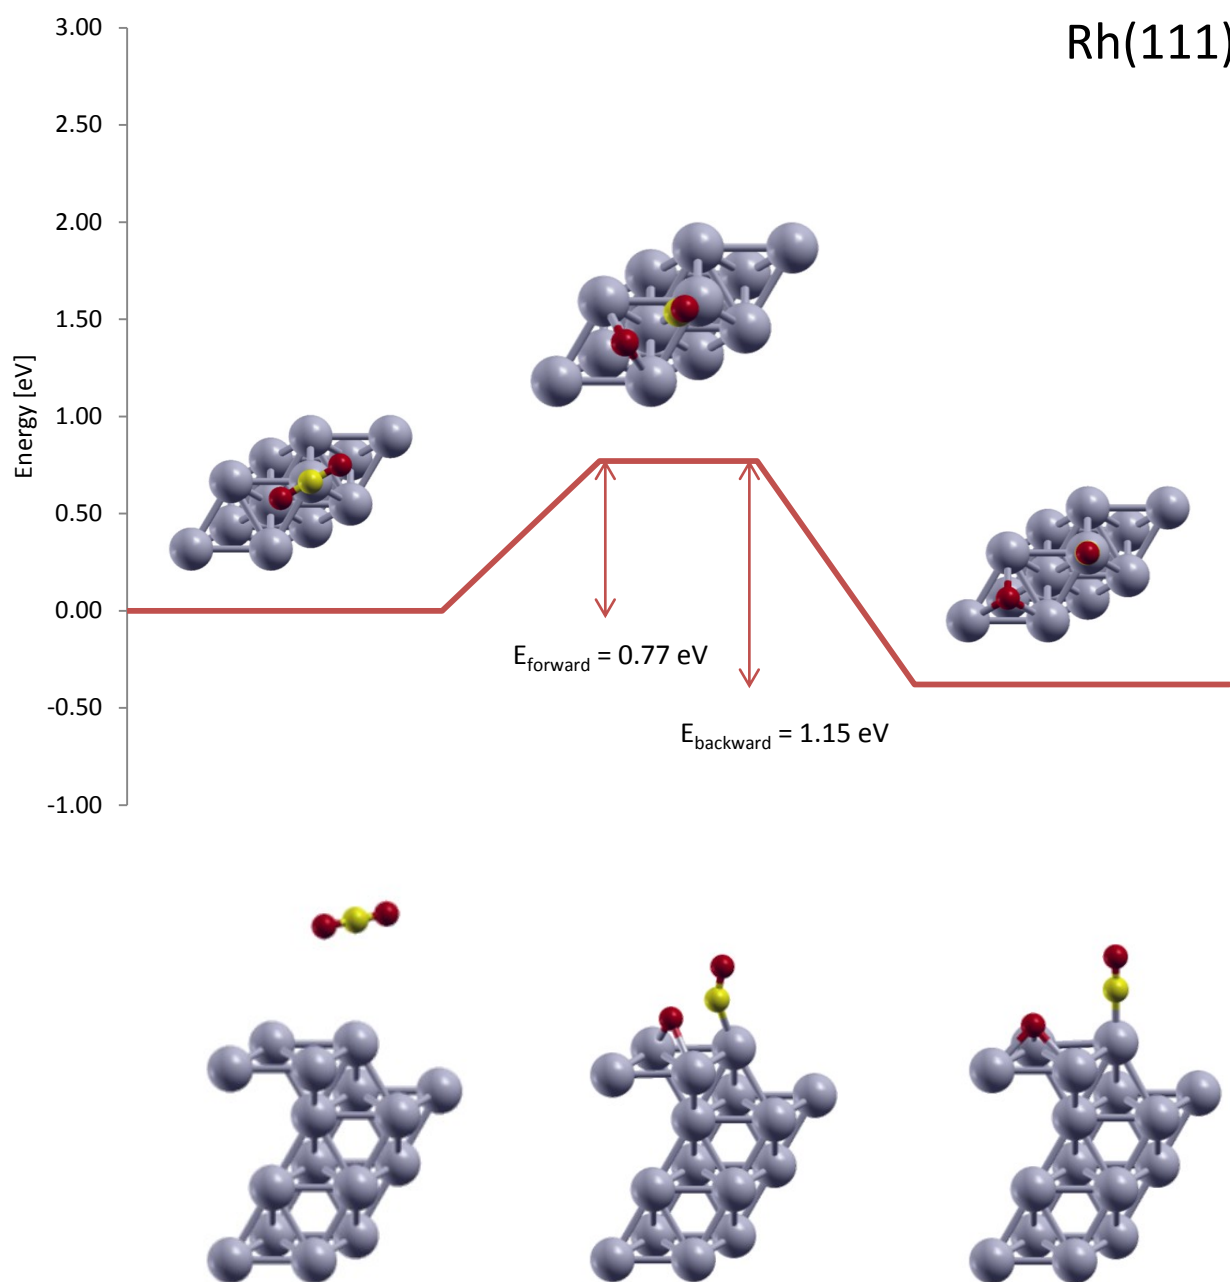 Rh(111)
3.00
2.50
2.00
1.50
1.00
0.50
0.00
-0.50
-1.00
Energy [eV]
E_forward = 0.77 eV
E_backward = 1.15 eV